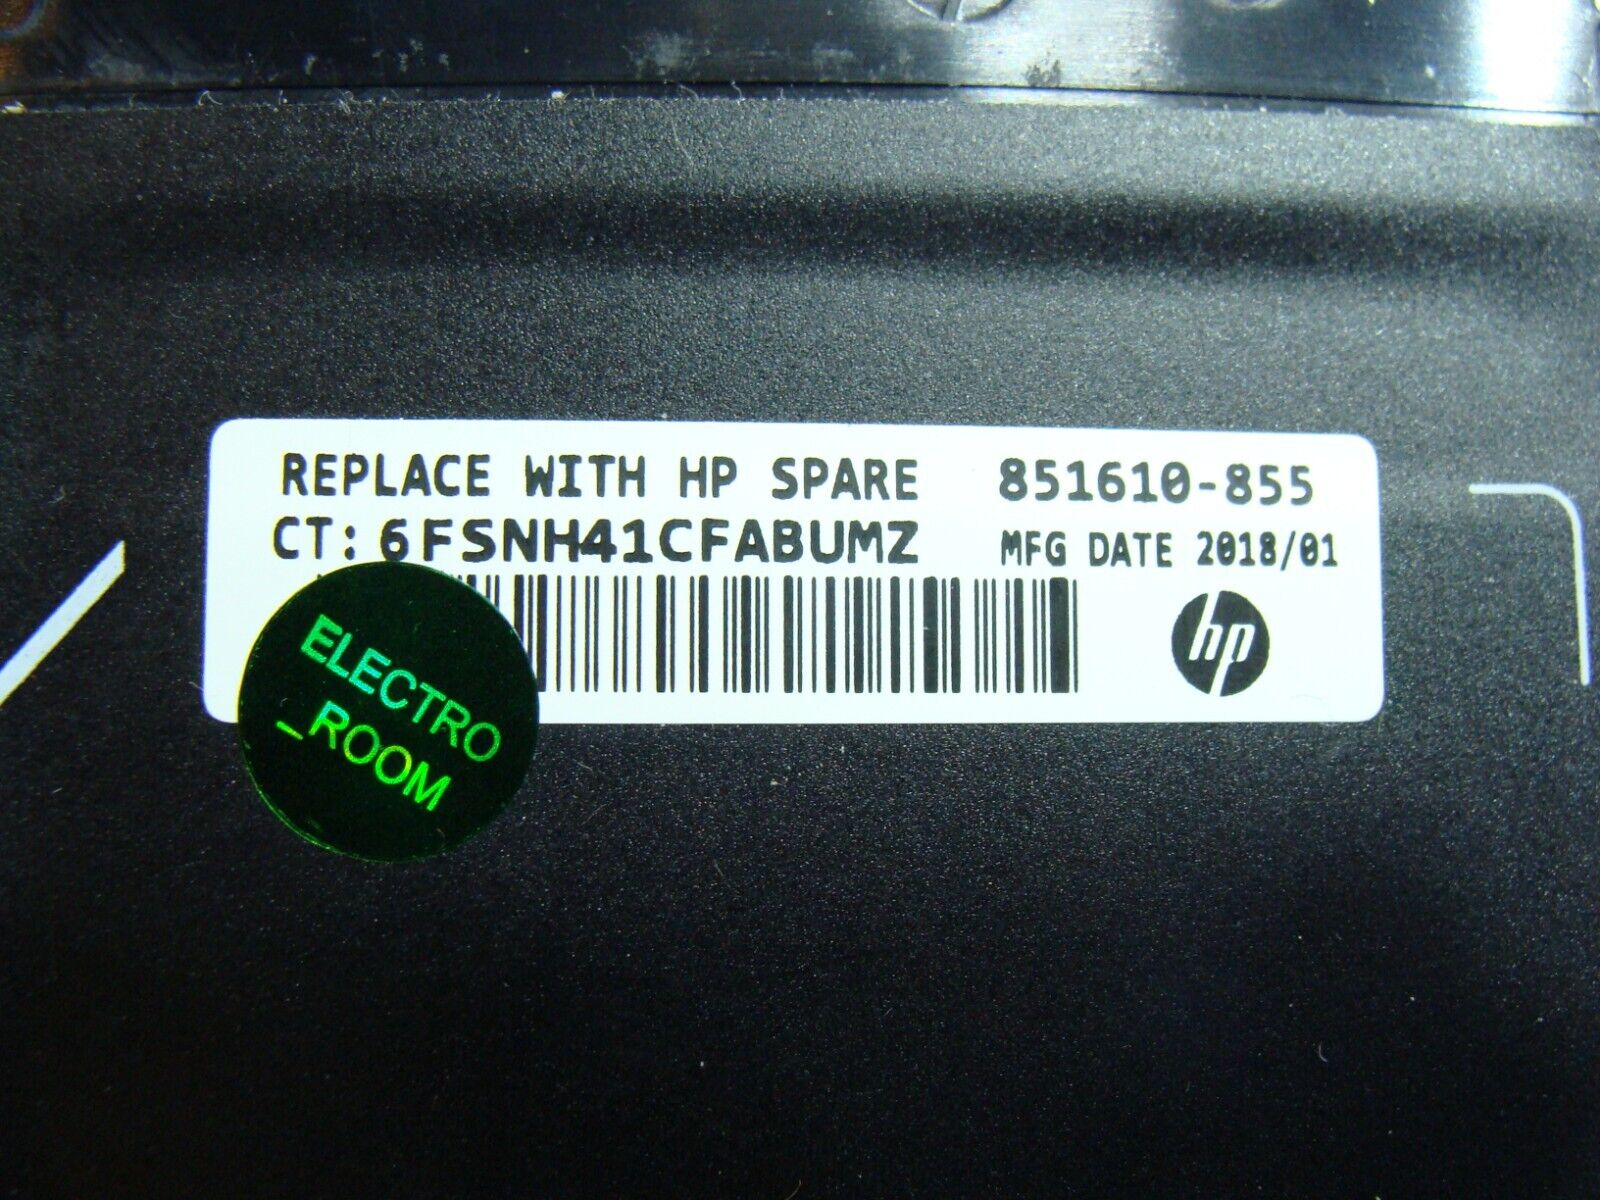 REPLACE WITH HP SPARE 851610-855
CT: 6FSNH41CFABUMZ MFG DATE 2018/01
hp
ELECTRO
_ROOM